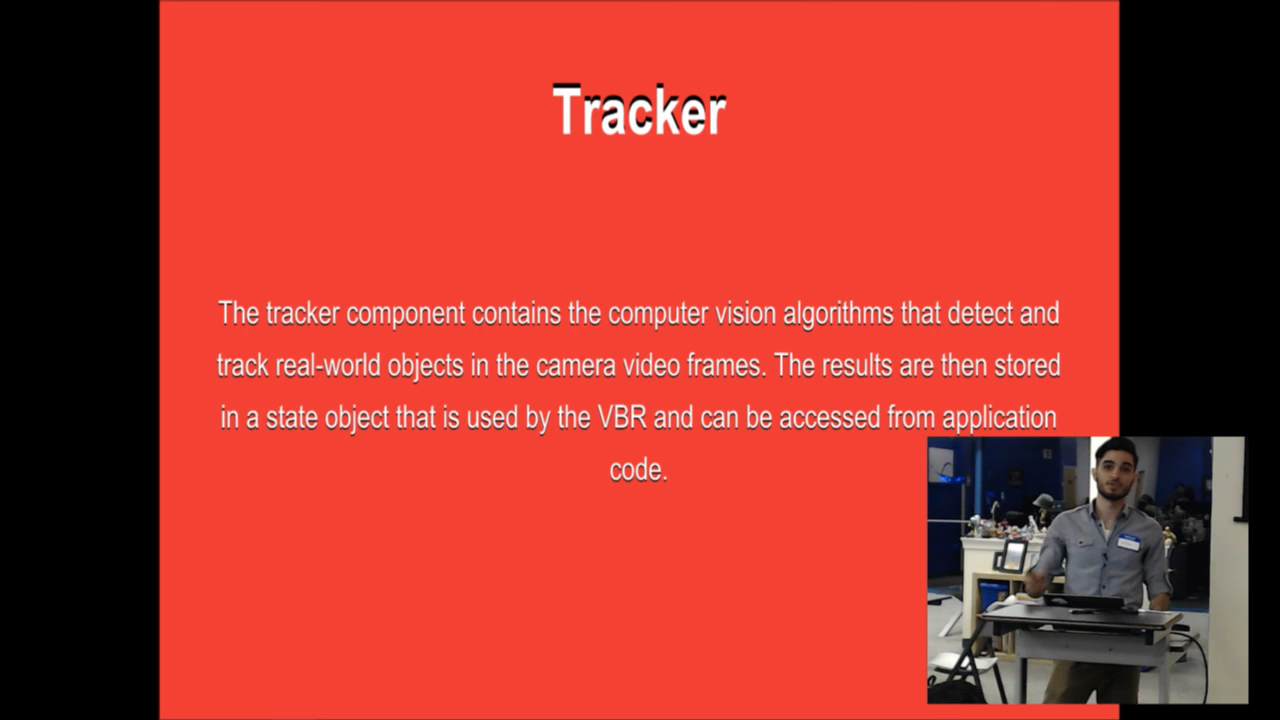 Tracker
The tracker component contains the computer vision algorithms that detect and
track real-world objects in the camera video frames. The results are then stored
in a state object that is used by the VBR and can be accessed from application
code.